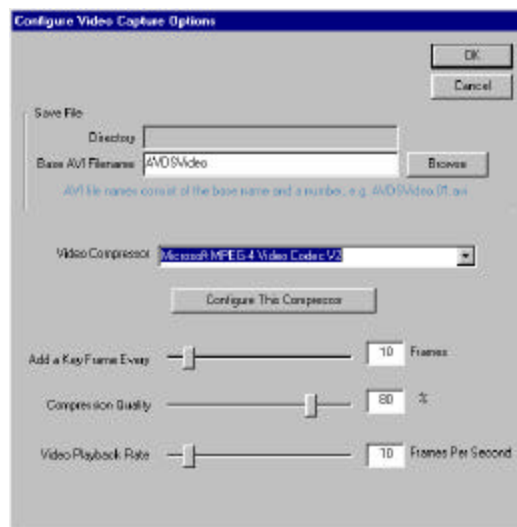 Configure Video Capture Options
OK
Cancel
Save File
Directory
Base AVI Filename AVDSVideo Browse
AVI file names consist of the base name and a number, e.g. AVDSVideo 01.avi
Video Compressor Microsoft MPEG-4 Video Codec V2
Configure This Compressor
Add a Key Frame Every 10 Frames
Compression Quality 80 %
Video Playback Rate 10 Frames Per Second